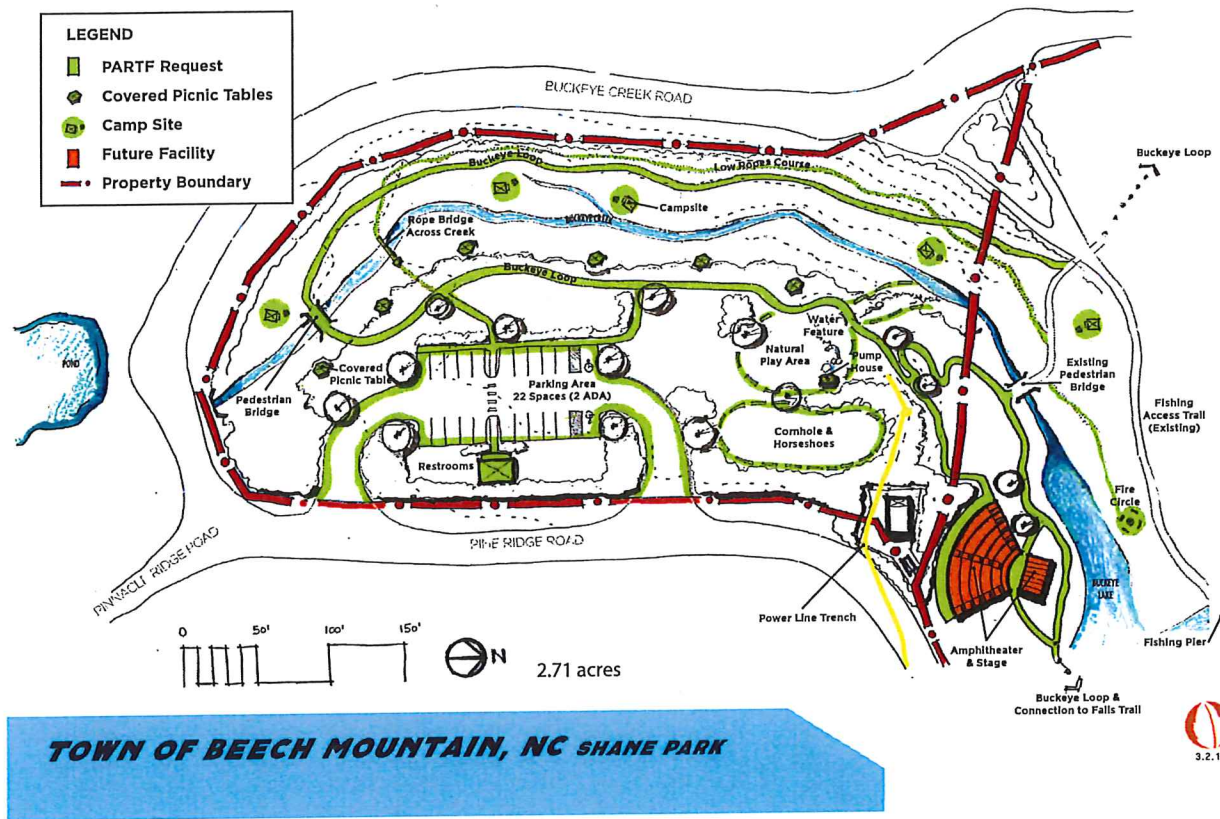 LEGEND
PARTF Request
Covered Picnic Tables
Camp Site
Future Facility
Property Boundary
BUCKEYE CREEK ROAD
Buckeye Loop
Low Ropes Course
Buckeye Loop
Rope Bridge
Across Creek
Campsite
Buckeye Loop
Water
Feature
Natural
Play Area
Pump
House
POND
Covered
Picnic Table
Pedestrian
Bridge
Parking Area
22 Spaces (2 ADA)
Existing
Pedestrian
Bridge
Fishing
Access Trail
(Existing)
Cornhole &
Horseshoes
Restrooms
Fire
Circle
PINE RIDGE ROAD
PINNACLE RIDGE ROAD
BUCKEYE
LAKE
Power Line Trench
Amphitheater
& Stage
Fishing Pier
0 50' 100' 150'
N
2.71 acres
Buckeye Loop &
Connection to Falls Trail
TOWN OF BEECH MOUNTAIN, NC SHANE PARK
3.2.1